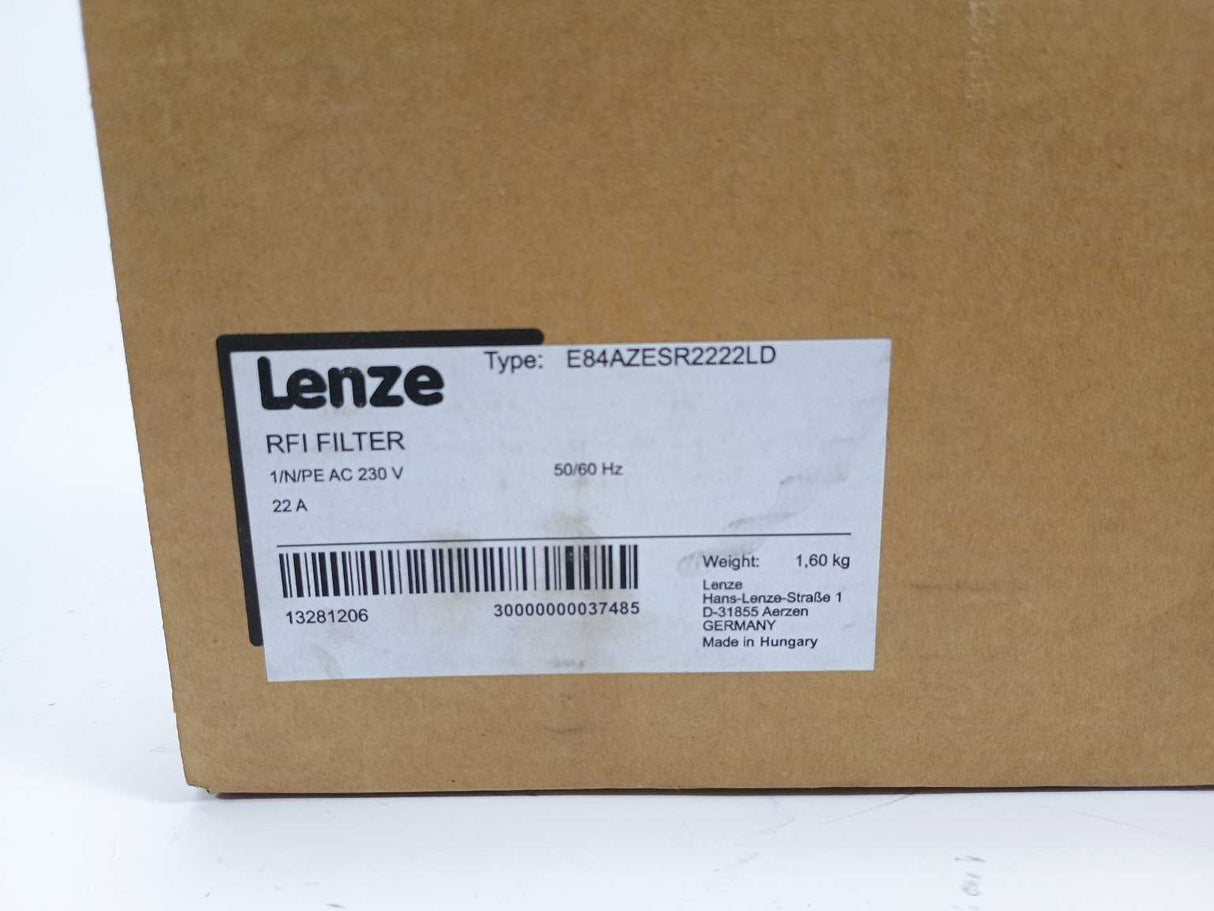 Lenze
Type: E84AZESR2222LD
RFI FILTER
1/N/PE AC 230 V 50/60 Hz
22 A
13281206 30000000037485
Weight: 1,60 kg
Lenze
Hans-Lenze-Straße 1
D-31855 Aerzen
GERMANY
Made in Hungary